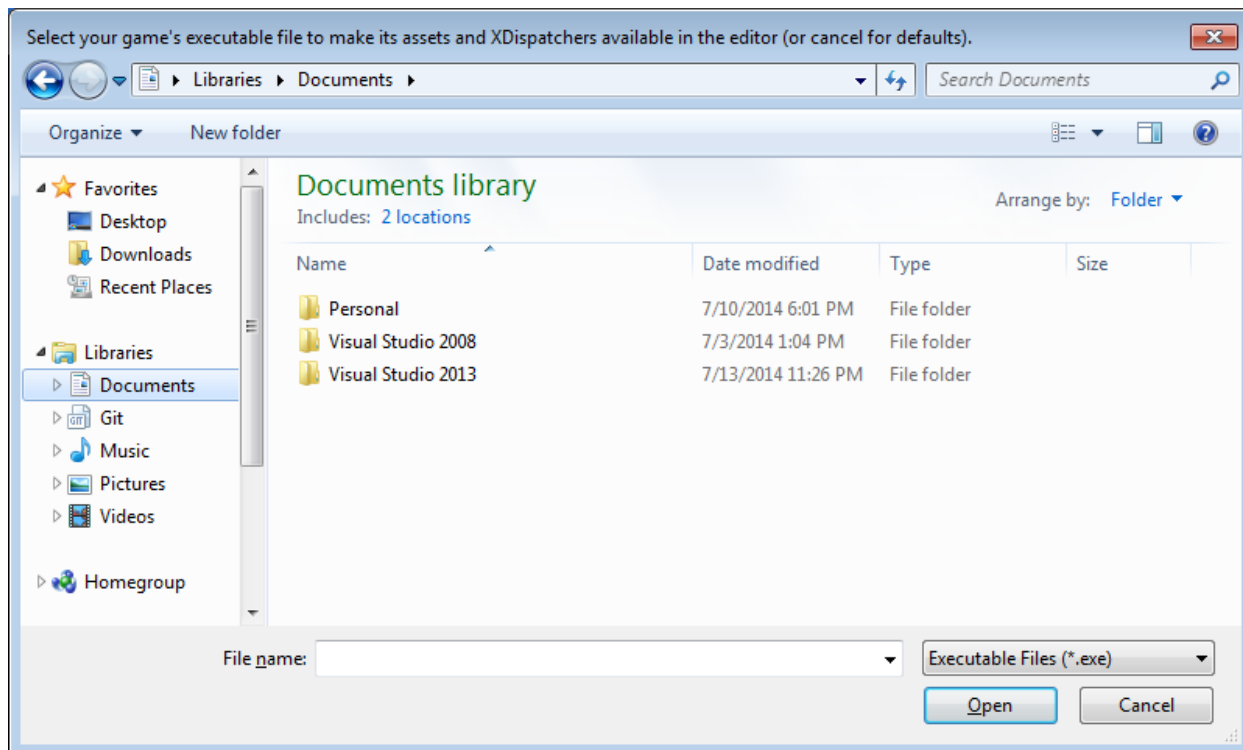 Select your game's executable file to make its assets and XDispatchers available in the editor (or cancel for defaults).
Libraries Documents
Search Documents
Organize New folder
Favorites
Desktop
Downloads
Recent Places
Libraries
Documents
Git
Music
Pictures
Videos
Homegroup
Documents library
Includes: 2 locations
Arrange by: Folder
Name Date modified Type Size
Personal 7/10/2014 6:01 PM File folder
Visual Studio 2008 7/3/2014 1:04 PM File folder
Visual Studio 2013 7/13/2014 11:26 PM File folder
File name:
Executable Files (*.exe)
Open Cancel